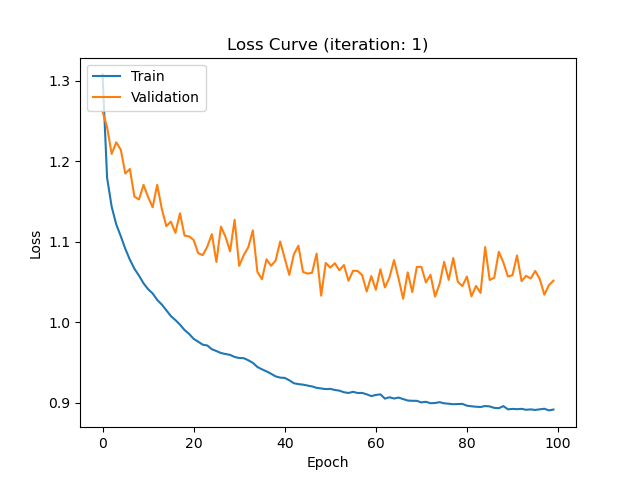 Loss Curve (iteration: 1)
Train
Validation
1.3
1.2
1.1
1.0
0.9
Loss
0 20 40 60 80 100
Epoch